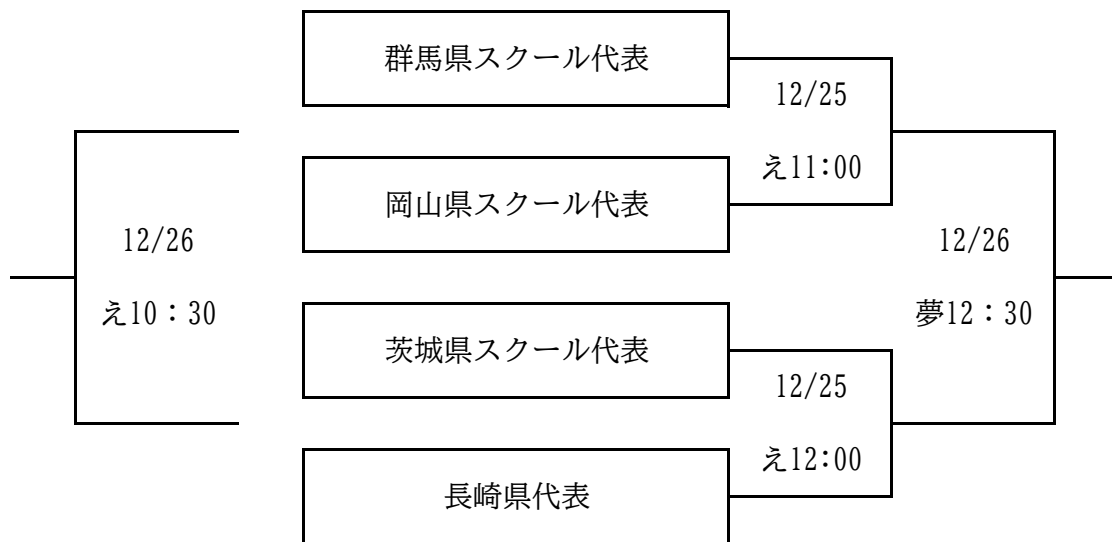 群馬県スクール代表
12/25
え11:00
岡山県スクール代表
12/26
え10：30
12/26
夢12：30
茨城県スクール代表
12/25
え12:00
長崎県代表